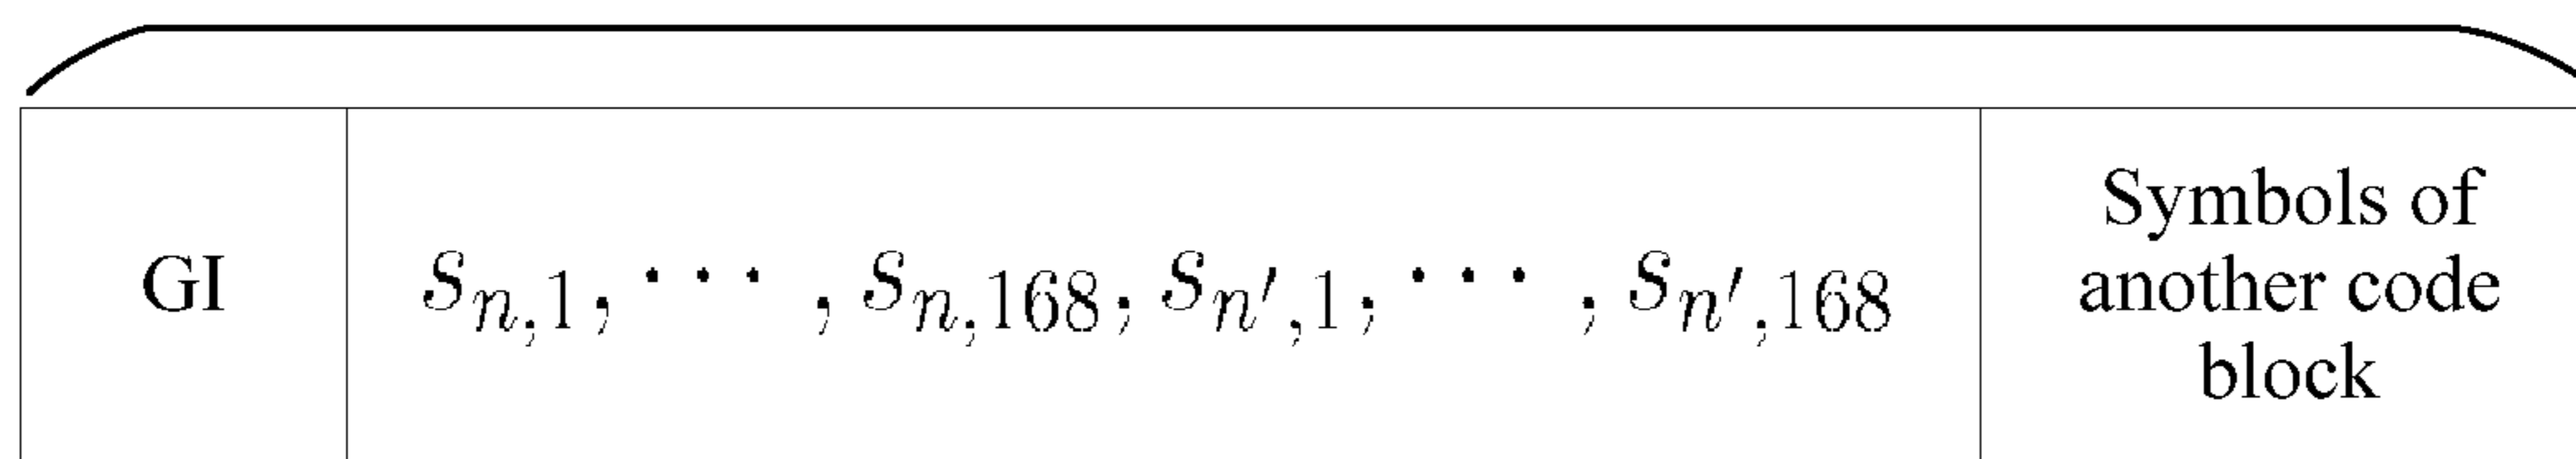 GI
s_{n,1}, ⋯ , s_{n,168}, s_{n′,1}, ⋯ , s_{n′,168}
Symbols of
another code
block